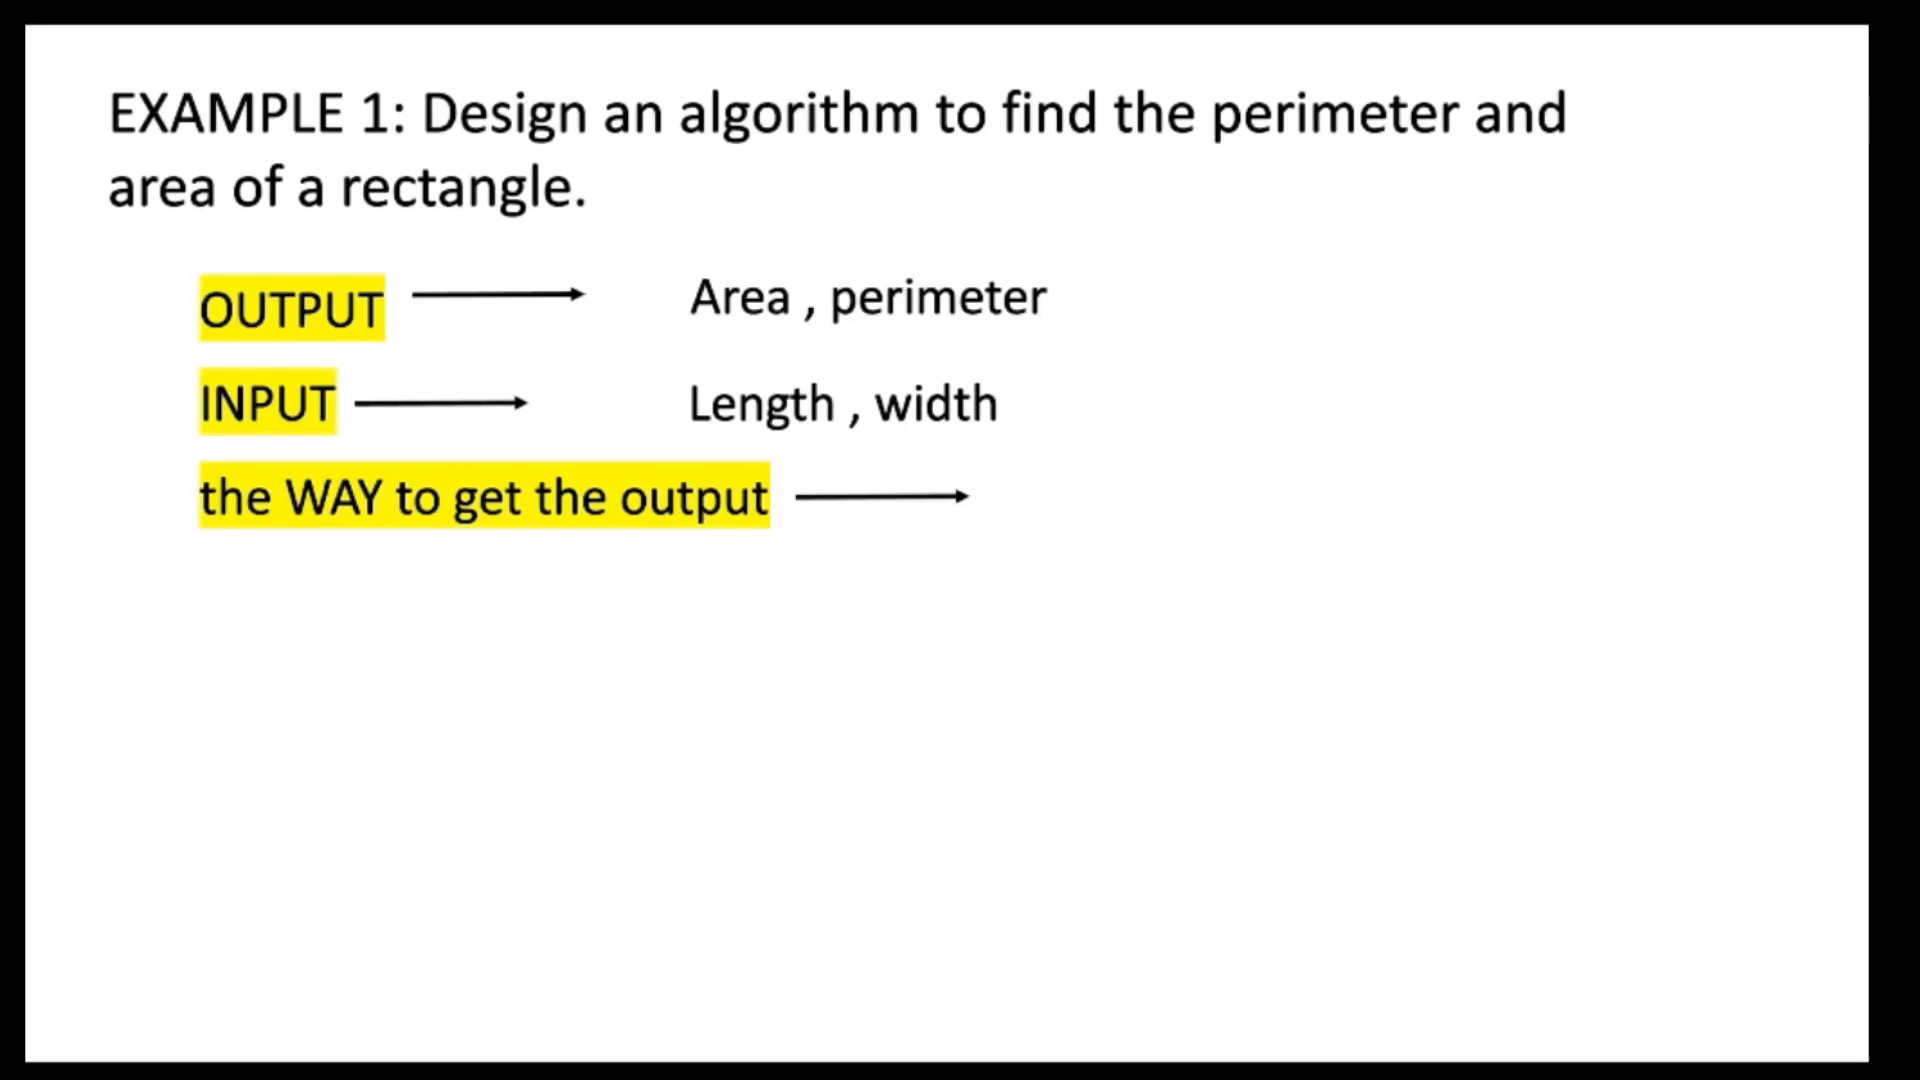 EXAMPLE 1: Design an algorithm to find the perimeter and
area of a rectangle.
OUTPUT Area , perimeter
INPUT Length , width
the WAY to get the output